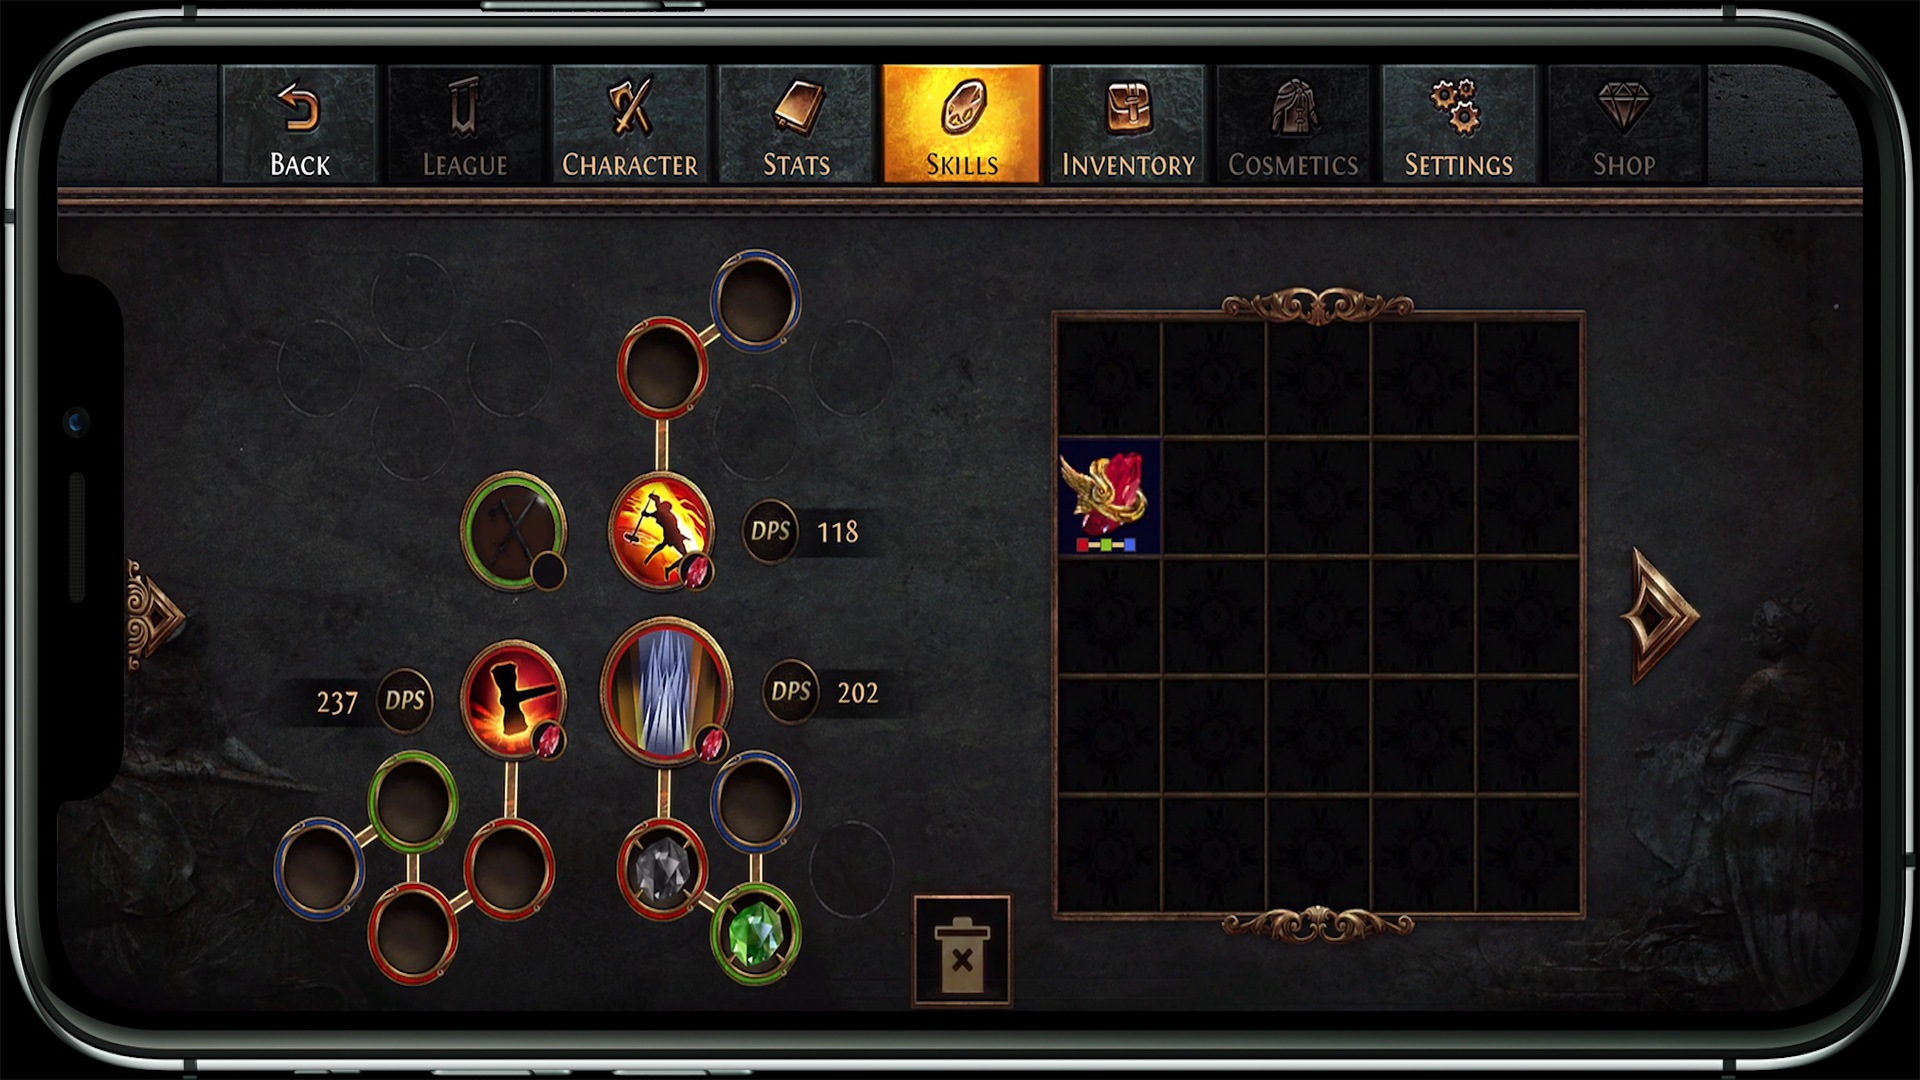 BACK
LEAGUE
CHARACTER
STATS
SKILLS
INVENTORY
COSMETICS
SETTINGS
SHOP
DPS 118
237 DPS
DPS 202